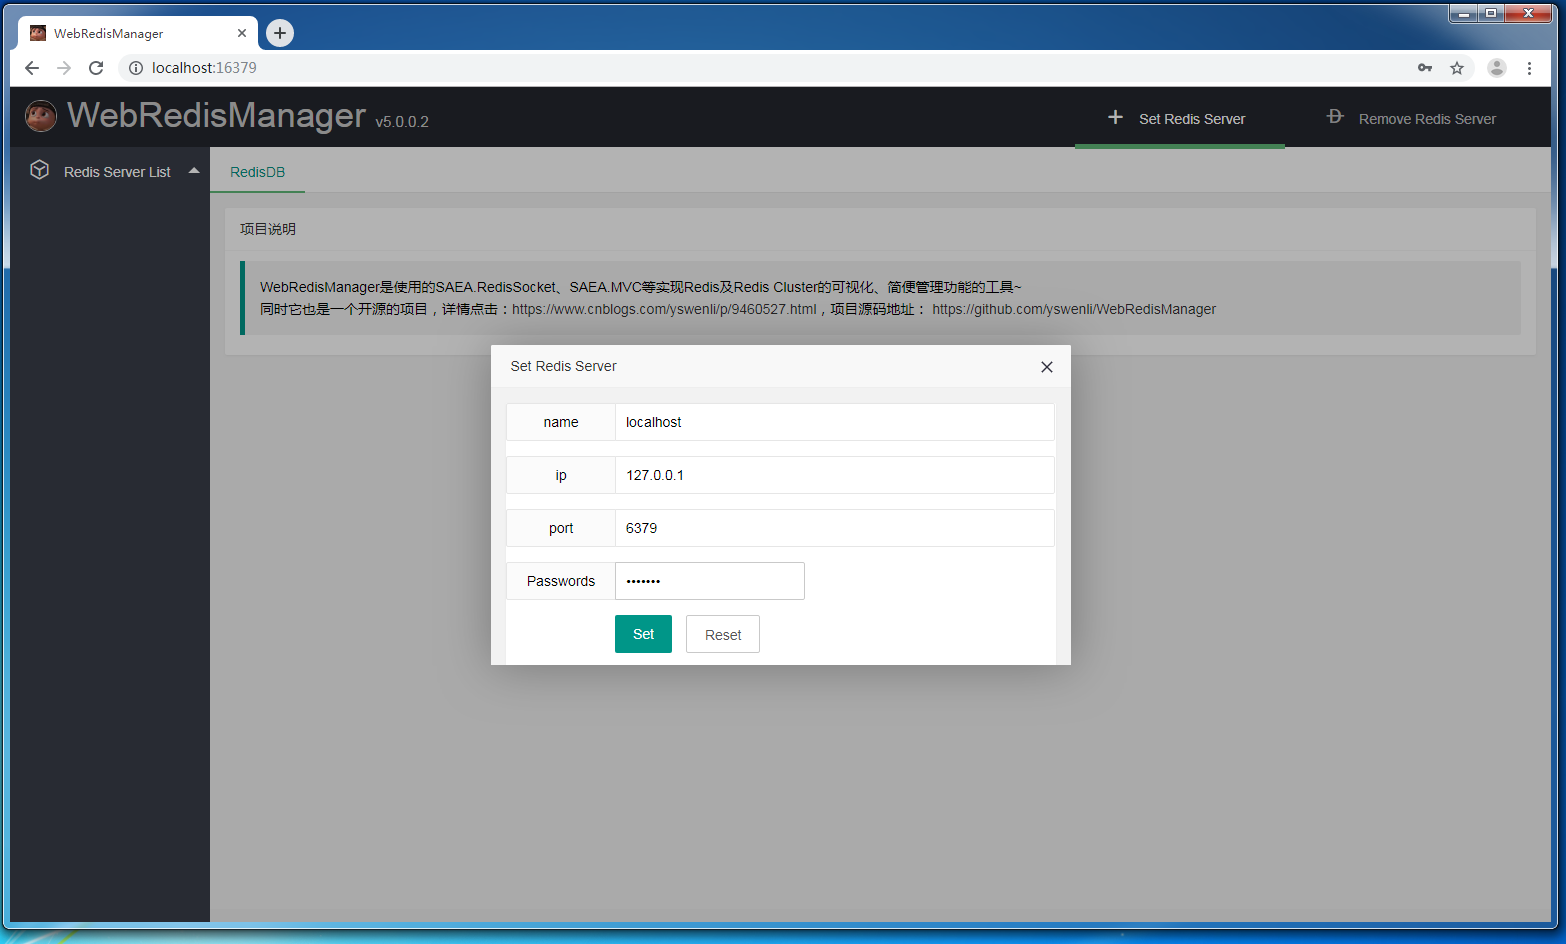 WebRedisManager
localhost:16379
WebRedisManager v5.0.0.2
Set Redis Server
Remove Redis Server
Redis Server List
RedisDB
项目说明
WebRedisManager是使用的SAEA.RedisSocket、SAEA.MVC等实现Redis及Redis Cluster的可视化、简便管理功能的工具~
同时它也是一个开源的项目，详情点击：https://www.cnblogs.com/yswenli/p/9460527.html，项目源码地址： https://github.com/yswenli/WebRedisManager
Set Redis Server
name localhost
ip 127.0.0.1
port 6379
Passwords •••••••
Set Reset